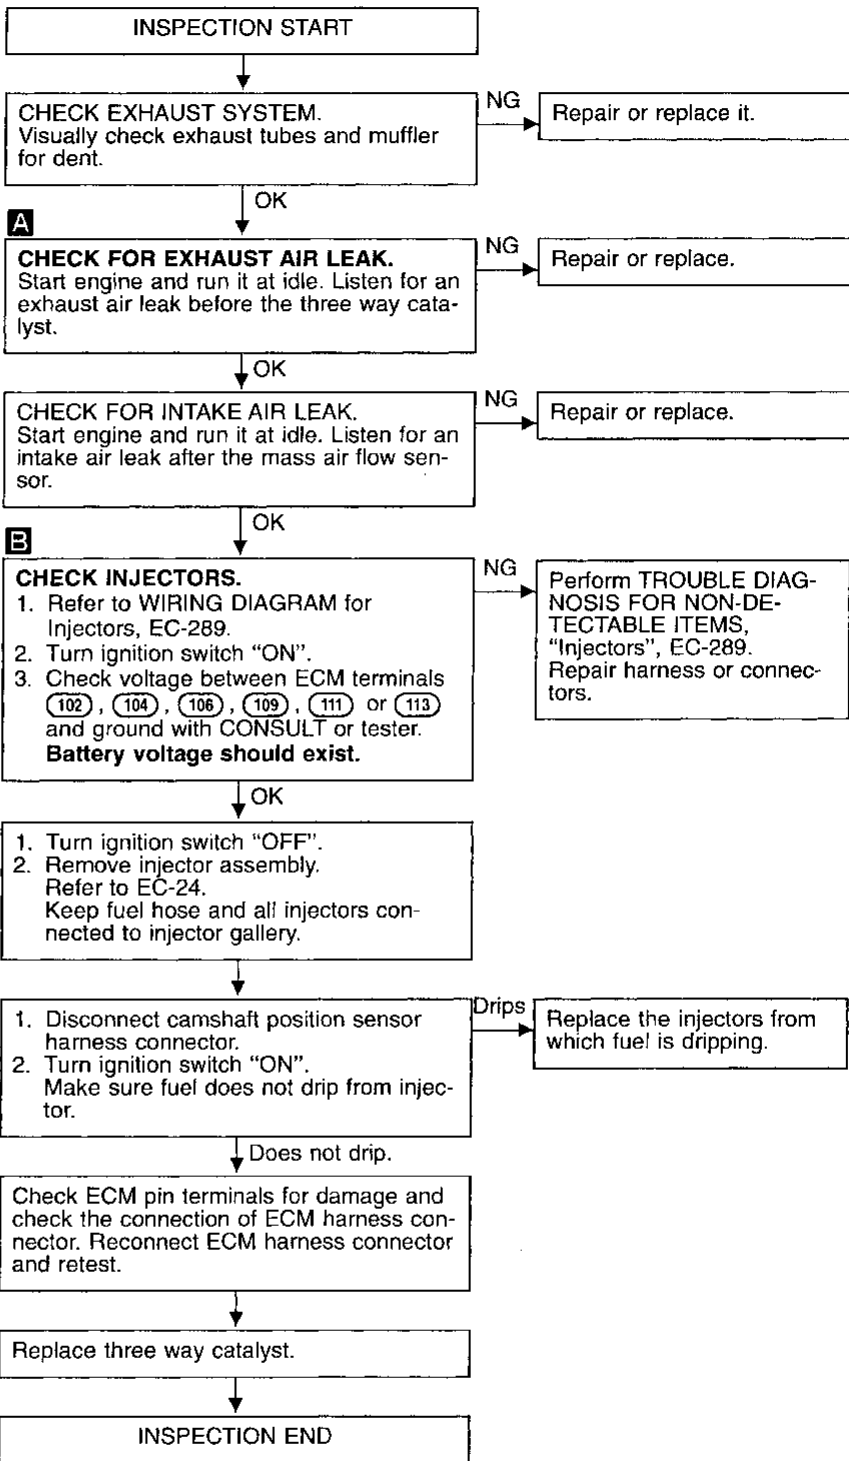 INSPECTION START
CHECK EXHAUST SYSTEM.
Visually check exhaust tubes and muffler
for dent.
NG
Repair or replace it.
OK
A
CHECK FOR EXHAUST AIR LEAK.
Start engine and run it at idle. Listen for an
exhaust air leak before the three way cata-
lyst.
NG
Repair or replace.
OK
CHECK FOR INTAKE AIR LEAK.
Start engine and run it at idle. Listen for an
intake air leak after the mass air flow sen-
sor.
NG
Repair or replace.
OK
B
CHECK INJECTORS.
1. Refer to WIRING DIAGRAM for
Injectors, EC-289.
2. Turn ignition switch “ON”.
3. Check voltage between ECM terminals
102, 104, 106, 109, 111 or 113
and ground with CONSULT or tester.
Battery voltage should exist.
NG
Perform TROUBLE DIAG-
NOSIS FOR NON-DE-
TECTABLE ITEMS,
“Injectors”, EC-289.
Repair harness or connec-
tors.
OK
1. Turn ignition switch “OFF”.
2. Remove injector assembly.
Refer to EC-24.
Keep fuel hose and all injectors con-
nected to injector gallery.
1. Disconnect camshaft position sensor
harness connector.
2. Turn ignition switch “ON”.
Make sure fuel does not drip from injec-
tor.
Drips
Replace the injectors from
which fuel is dripping.
Does not drip.
Check ECM pin terminals for damage and
check the connection of ECM harness con-
nector. Reconnect ECM harness connector
and retest.
Replace three way catalyst.
INSPECTION END